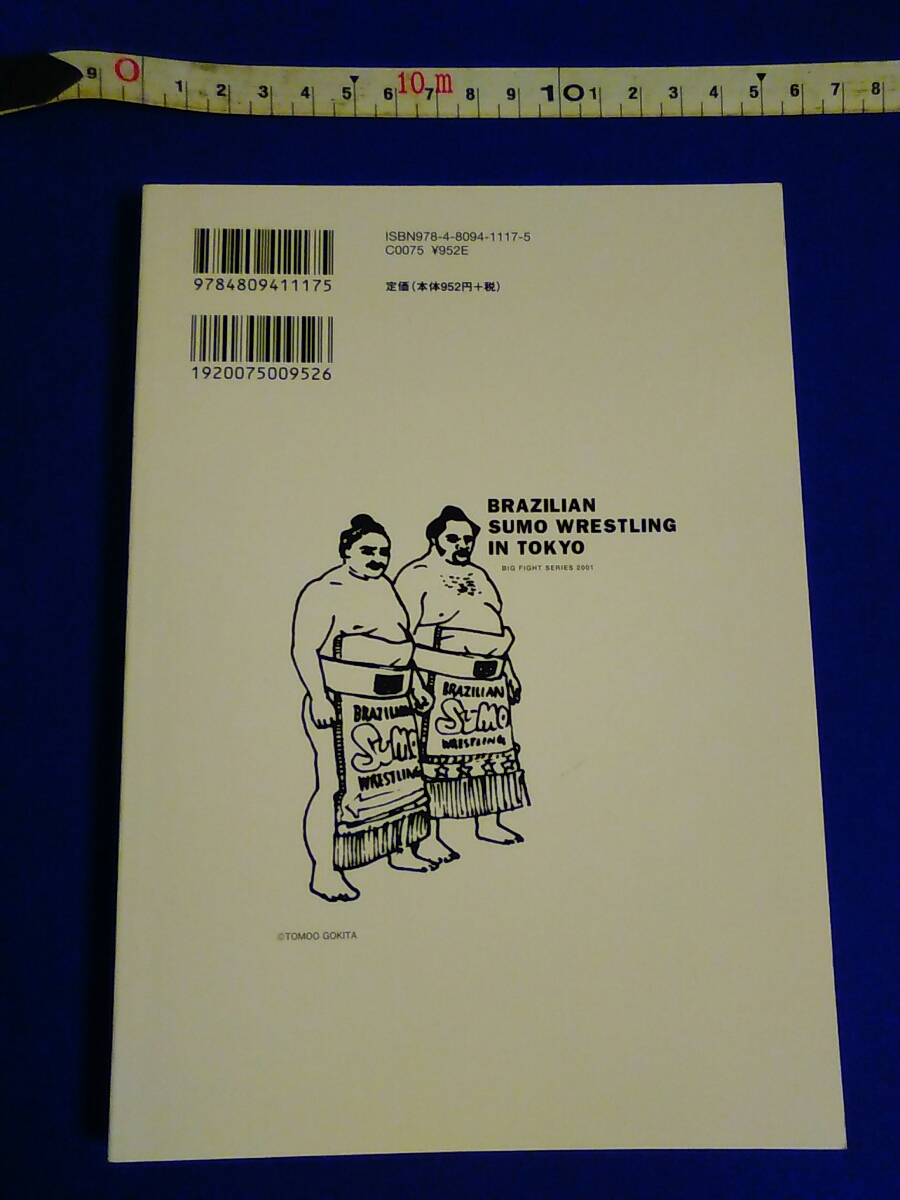 9 0 1 2 3 4 5 6 10 m 7 8 9 10 1 2 3 4 5 6 7 8
ISBN978-4-8094-1117-5
C0075 ¥952E
9784809411175
定価(本体952円+税)
1920075009526
BRAZILIAN
SUMO WRESTLING
IN TOKYO
BIG FIGHT SERIES 2001
BRAZILIAN
SUMO
WRESTLING
BRAZILIAN
SUMO
WRESTLING
©TOMOO GOKITA